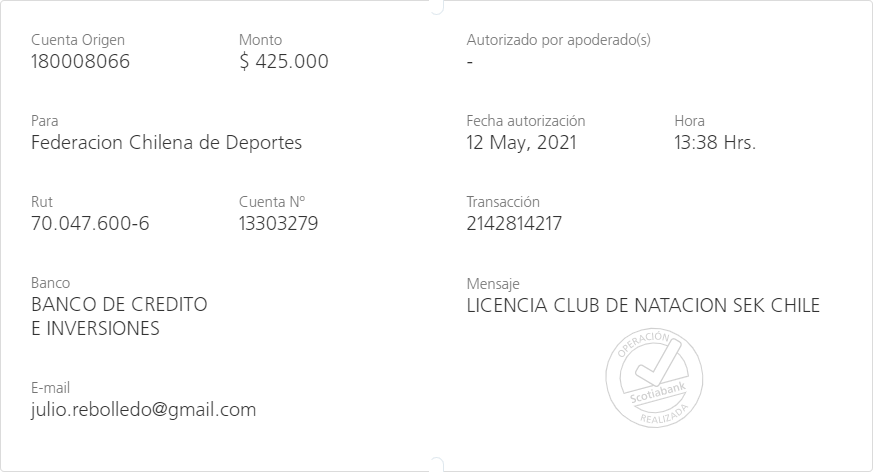 Cuenta Origen
180008066
Monto
$ 425.000
Para
Federacion Chilena de Deportes
Rut
70.047.600-6
Cuenta Nº
13303279
Banco
BANCO DE CREDITO
E INVERSIONES
E-mail
julio.rebolledo@gmail.com
Autorizado por apoderado(s)
-
Fecha autorización
12 May, 2021
Hora
13:38 Hrs.
Transacción
2142814217
Mensaje
LICENCIA CLUB DE NATACION SEK CHILE
OPERACIÓN
Scotiabank
REALIZADA